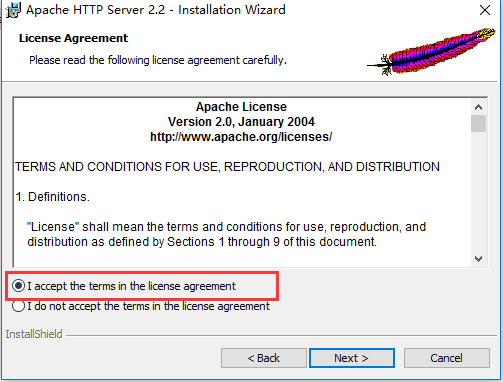 Apache HTTP Server 2.2 - Installation Wizard
License Agreement
Please read the following license agreement carefully.
Apache License
Version 2.0, January 2004
http://www.apache.org/licenses/
TERMS AND CONDITIONS FOR USE, REPRODUCTION, AND DISTRIBUTION
1. Definitions.
"License" shall mean the terms and conditions for use, reproduction, and
distribution as defined by Sections 1 through 9 of this document.
I accept the terms in the license agreement
I do not accept the terms in the license agreement
InstallShield
< Back
Next >
Cancel